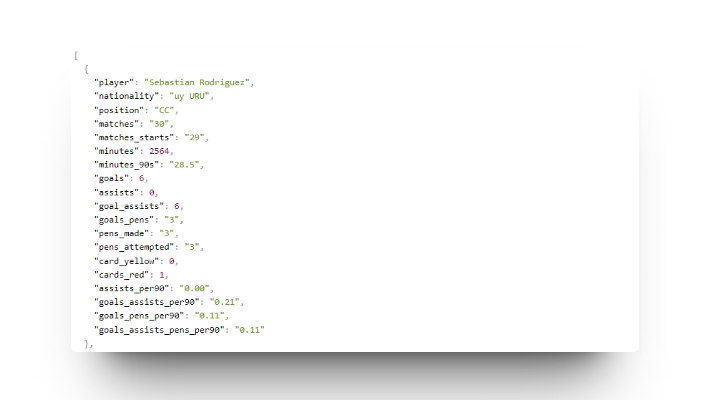 [
{
"player": "Sebastian Rodriguez",
"nationality": "uy URU",
"position": "CC",
"matches": "30",
"matches_starts": "29",
"minutes": 2564,
"minutes_90s": "28.5",
"goals": 6,
"assists": 0,
"goal_assists": 6,
"goals_pens": "3",
"pens_made": "3",
"pens_attempted": "3",
"card_yellow": 0,
"cards_red": 1,
"assists_per90": "0.00",
"goals_assists_per90": "0.21",
"goals_pens_per90": "0.11",
"goals_assists_pens_per90": "0.11"
},